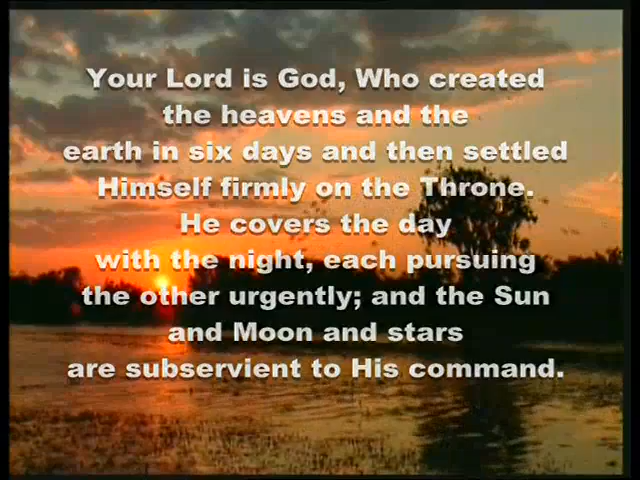 Your Lord is God, Who created
the heavens and the
earth in six days and then settled
Himself firmly on the Throne.
He covers the day
with the night, each pursuing
the other urgently; and the Sun
and Moon and stars
are subservient to His command.